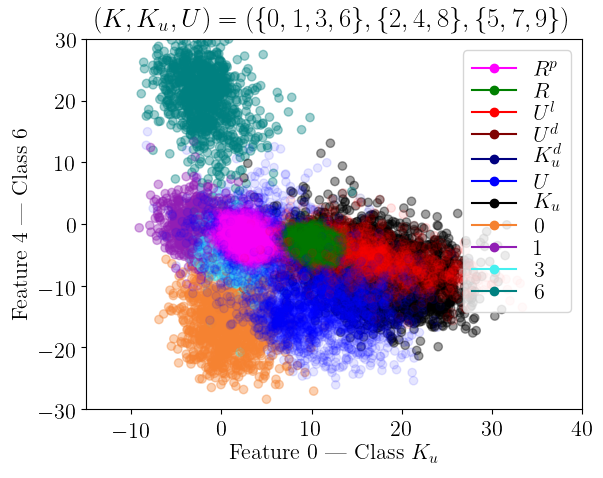 (K, K_u, U) = ({0, 1, 3, 6}, {2, 4, 8}, {5, 7, 9})
30
20
10
0
−10
−20
−30
Feature 4 — Class 6
R^p
R
U^l
U^d
K_u^d
U
K_u
0
1
3
6
−10
0
10
20
30
40
Feature 0 — Class K_u